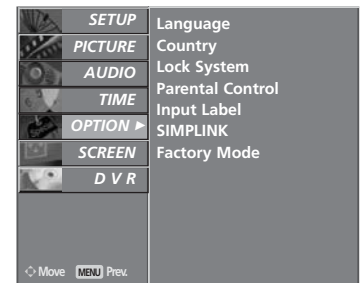 SETUP
PICTURE
AUDIO
TIME
OPTION ►
SCREEN
D V R
Language
Country
Lock System
Parental Control
Input Label
SIMPLINK
Factory Mode
Move MENU Prev.